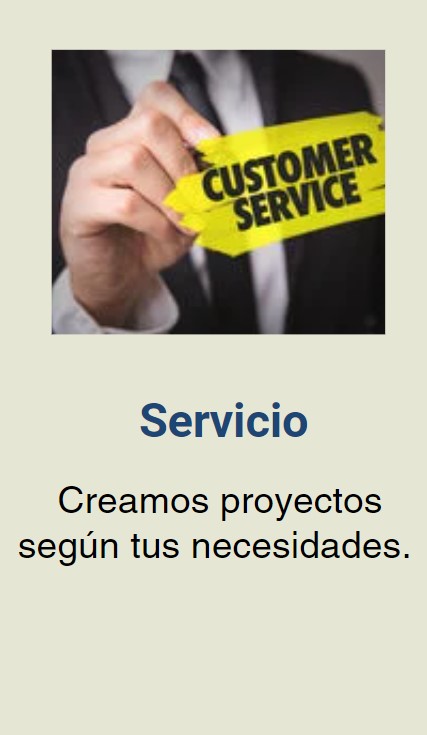 CUSTOMER
SERVICE
Servicio
Creamos proyectos
según tus necesidades.